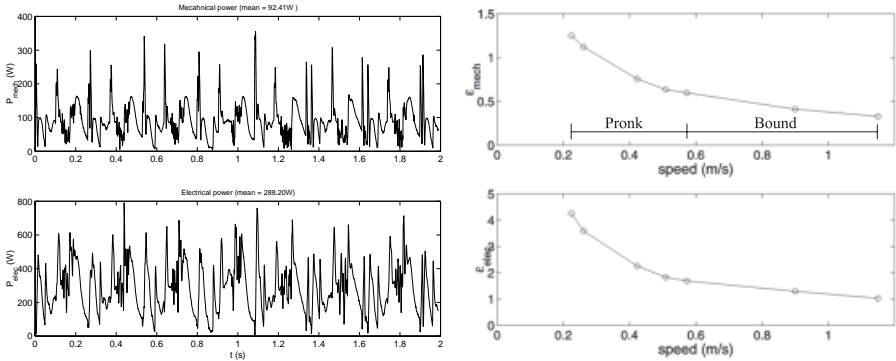 Mecahnical power (mean = 92.41W )
400
300
200
100
0
P_mech (W)
0 0.2 0.4 0.6 0.8 1 1.2 1.4 1.6 1.8 2
Electrical power (mean = 288.20W)
800
600
400
200
0
P_elec (W)
0 0.2 0.4 0.6 0.8 1 1.2 1.4 1.6 1.8 2
t (s)
1.5
1
0.5
0
ε_mech
Pronk Bound
0 0.2 0.4 0.6 0.8 1
speed (m/s)
5
4
3
2
1
0
ε_elec
0 0.2 0.4 0.6 0.8 1
speed (m/s)